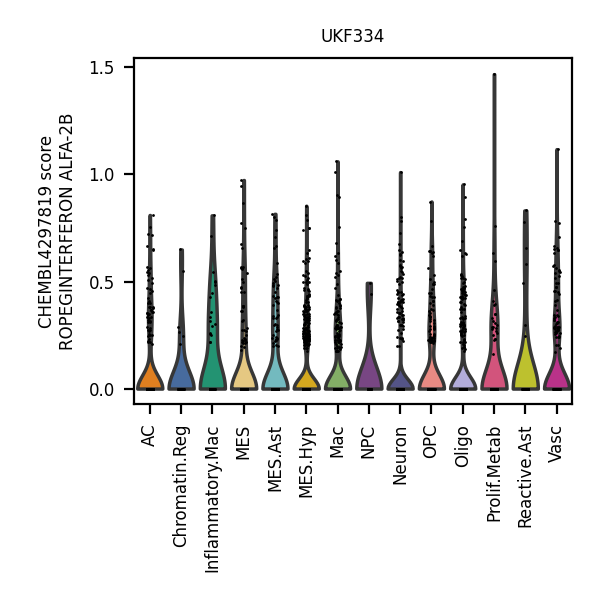 UKF334
CHEMBL4297819 score
ROPEGINTERFERON ALFA-2B
1.5
1.0
0.5
0.0
AC
Chromatin.Reg
Inflammatory.Mac
MES
MES.Ast
MES.Hyp
Mac
NPC
Neuron
OPC
Oligo
Prolif.Metab
Reactive.Ast
Vasc